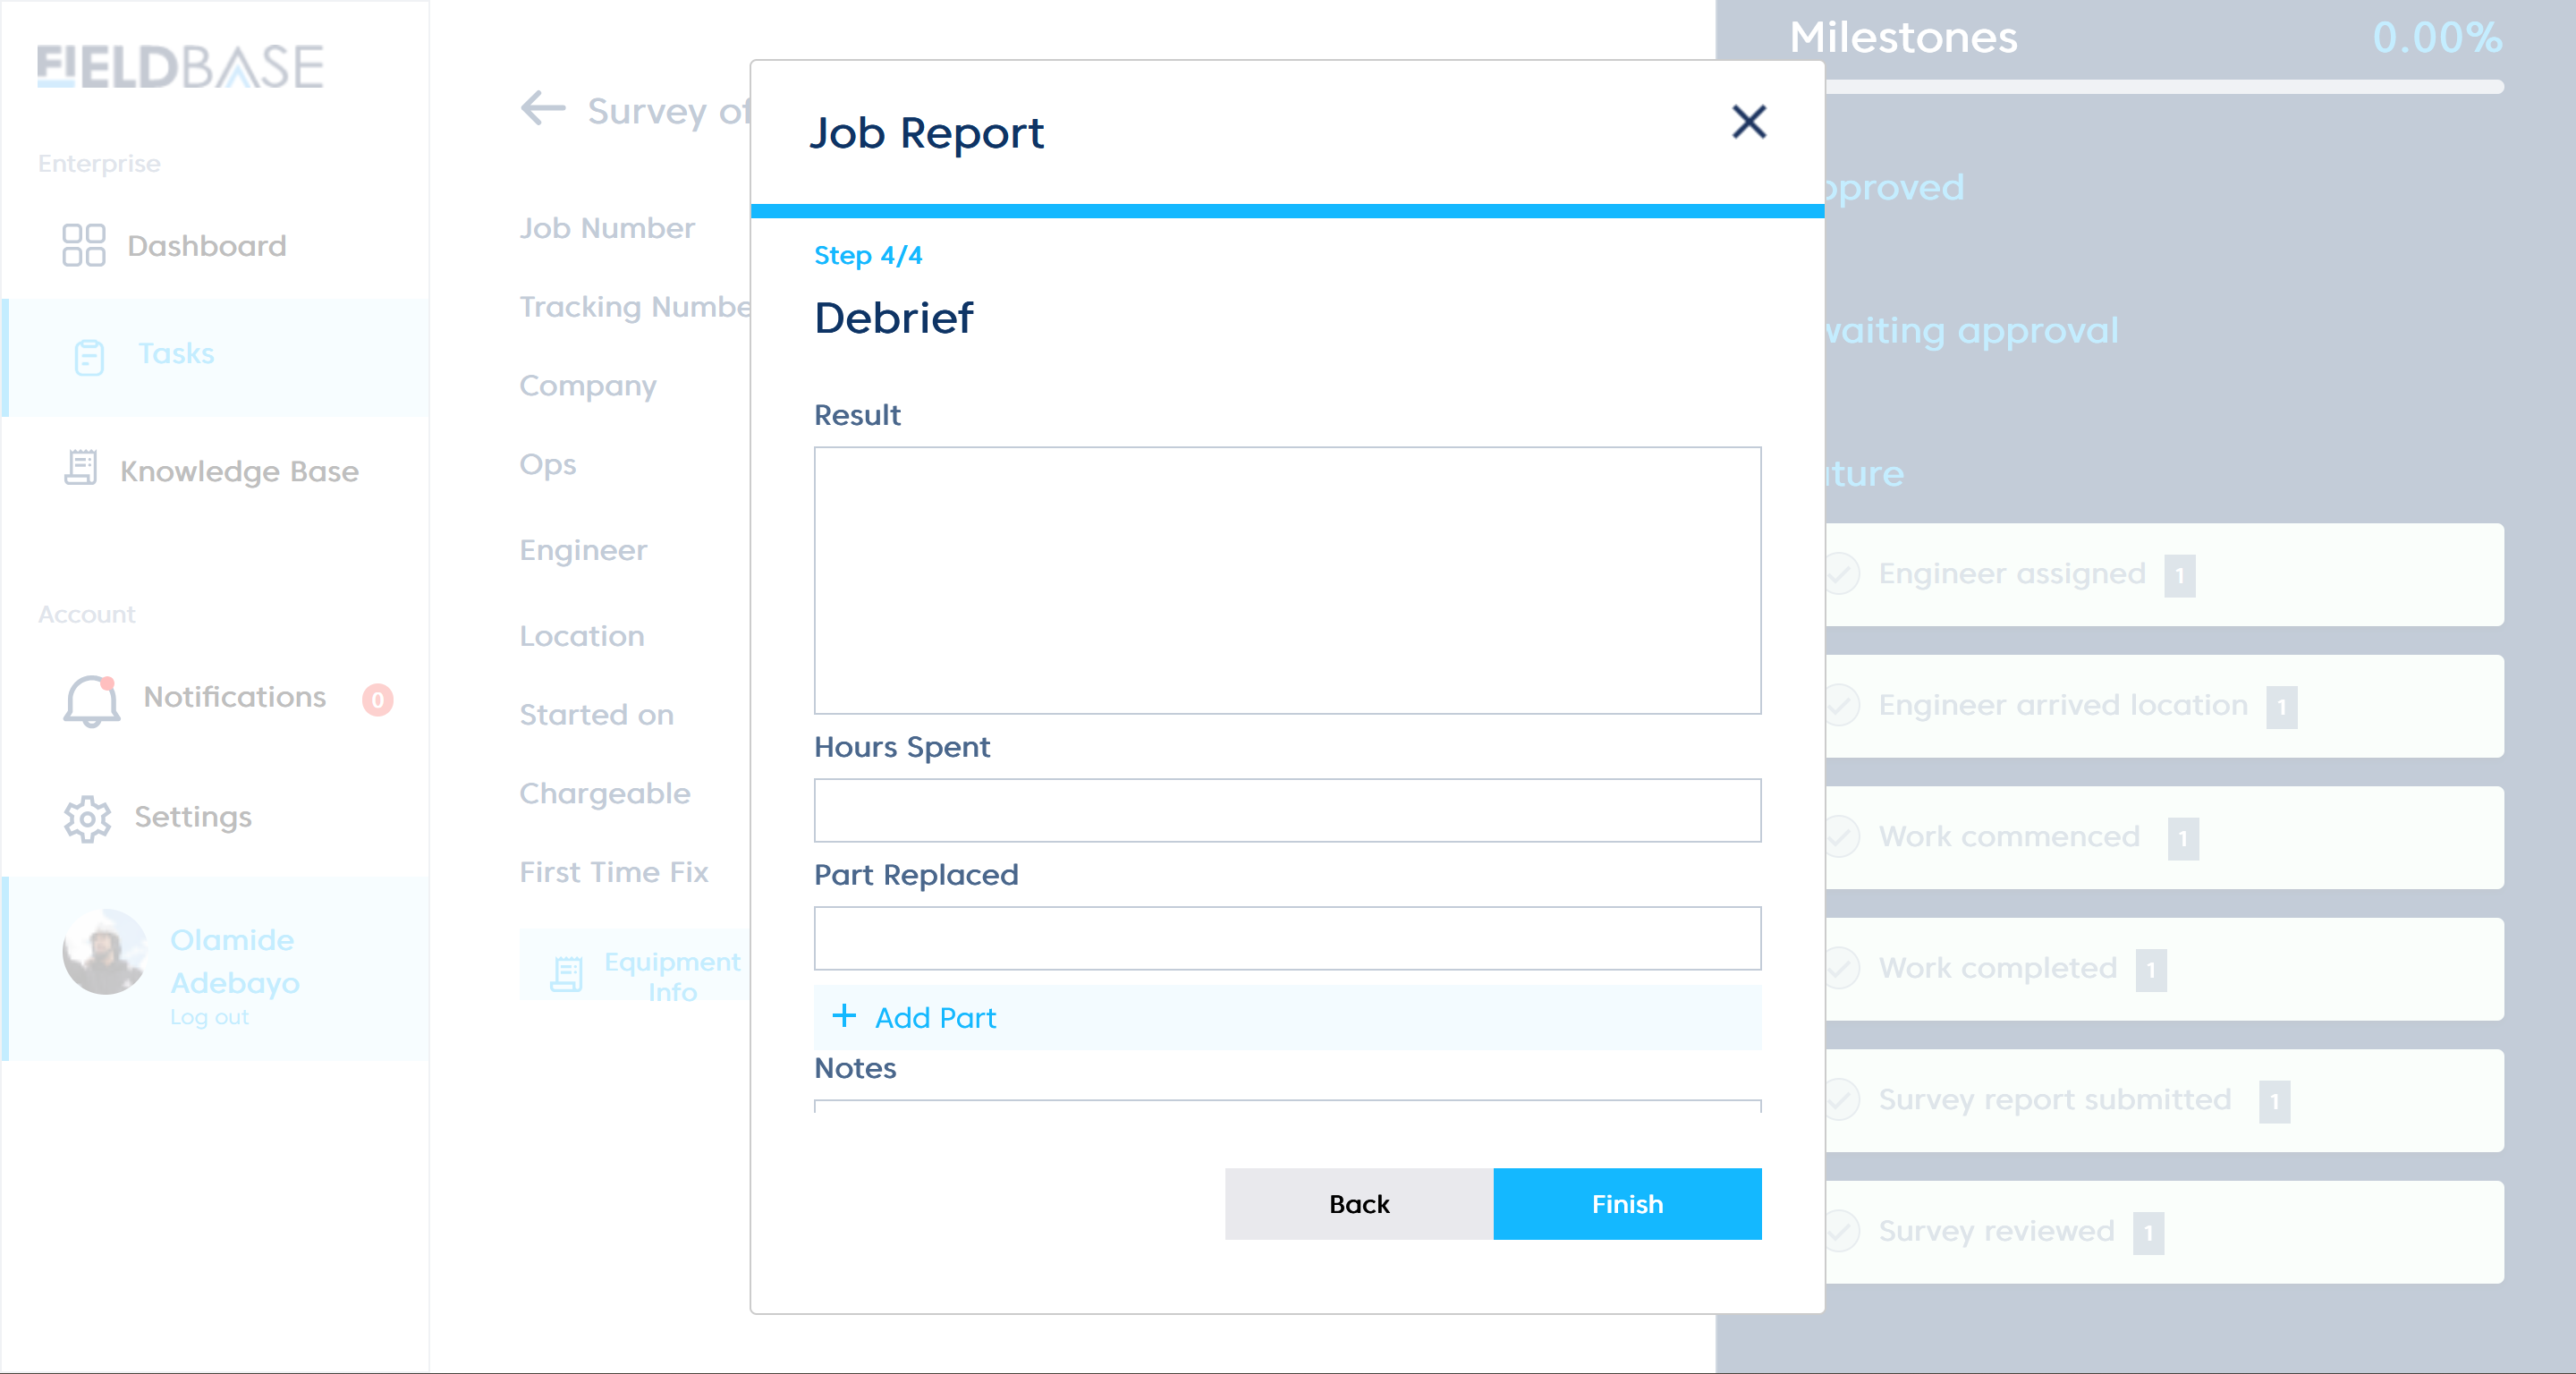 FIELDBASE
Enterprise
Dashboard
Tasks
Knowledge Base
Account
Notifications 0
Settings
Olamide
Adebayo
Log out
Survey of
Job Number
Tracking Numbe
Company
Ops
Engineer
Location
Started on
Chargeable
First Time Fix
Equipment
Info
Job Report
Step 4/4
Debrief
Result
Hours Spent
Part Replaced
+ Add Part
Notes
Back
Finish
Milestones 0.00%
pproved
waiting approval
ture
Engineer assigned 1
Engineer arrived location 1
Work commenced 1
Work completed 1
Survey report submitted 1
Survey reviewed 1